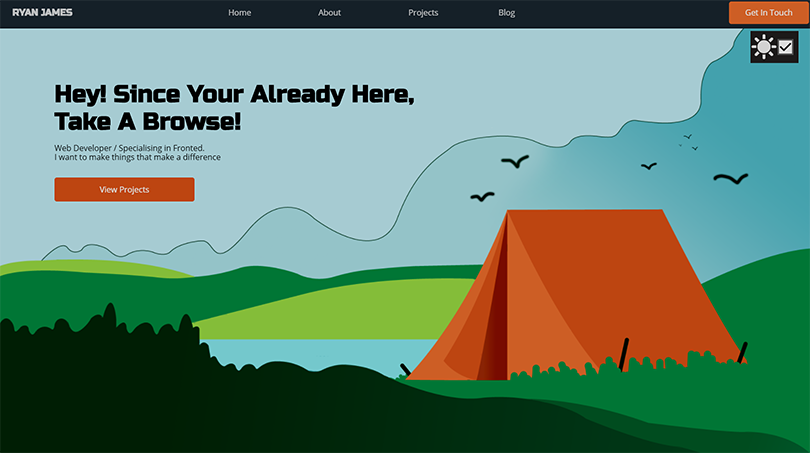 RYAN JAMES
Home
About
Projects
Blog
Get In Touch
Hey! Since Your Already Here,
Take A Browse!
Web Developer / Specialising in Fronted.
I want to make things that make a difference
View Projects